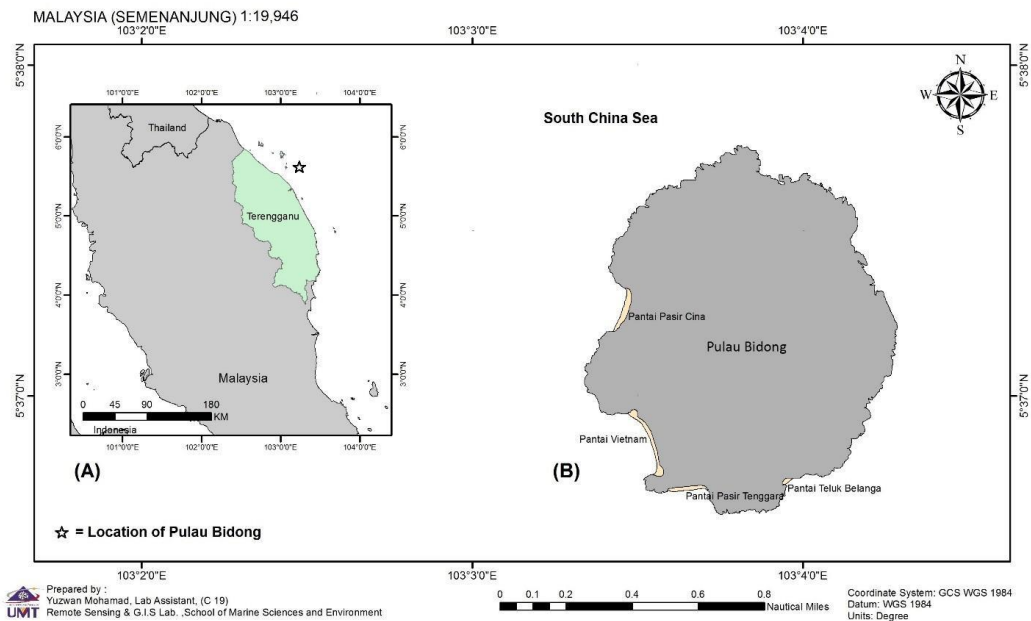 MALAYSIA (SEMENANJUNG) 1:19,946
103°2'0"E
103°3'0"E
103°4'0"E
5°38'0"N
5°38'0"N
N
W
E
S
South China Sea
101°0'0"E
102°0'0"E
103°0'0"E
104°0'0"E
6°0'0"N
6°0'0"N
Thailand
Terengganu
5°0'0"N
5°0'0"N
4°0'0"N
4°0'0"N
Malaysia
3°0'0"N
3°0'0"N
0 45 90 180
KM
Indonesia
101°0'0"E
102°0'0"E
103°0'0"E
104°0'0"E
Pantai Pasir Cina
Pulau Bidong
5°37'0"N
5°37'0"N
Pantai Vietnam
(A)
(B)
Pantai Teluk Belanga
Pantai Pasir Tenggara
= Location of Pulau Bidong
103°2'0"E
103°3'0"E
103°4'0"E
UMT
Prepared by :
Yuzwan Mohamad, Lab Assistant, (C 19)
Remote Sensing & G.I.S Lab. ,School of Marine Sciences and Environment
0 0.1 0.2 0.4 0.6 0.8
Nautical Miles
Coordinate System: GCS WGS 1984
Datum: WGS 1984
Units: Degree